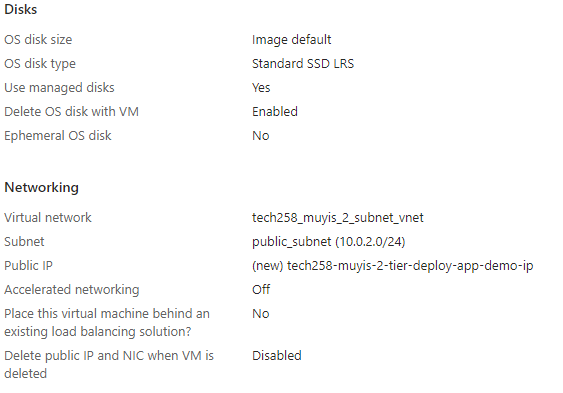 Disks
OS disk size Image default
OS disk type Standard SSD LRS
Use managed disks Yes
Delete OS disk with VM Enabled
Ephemeral OS disk No
Networking
Virtual network tech258_muyis_2_subnet_vnet
Subnet public_subnet (10.0.2.0/24)
Public IP (new) tech258-muyis-2-tier-deploy-app-demo-ip
Accelerated networking Off
Place this virtual machine behind an No
existing load balancing solution?
Delete public IP and NIC when VM is Disabled
deleted